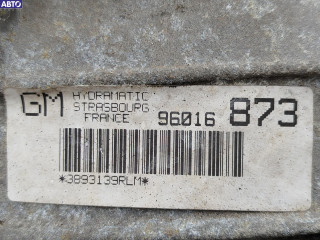 АВТО
GM HYDRAMATIC
STRASBOURG
FRANCE 96016 873
*3893139RLM*